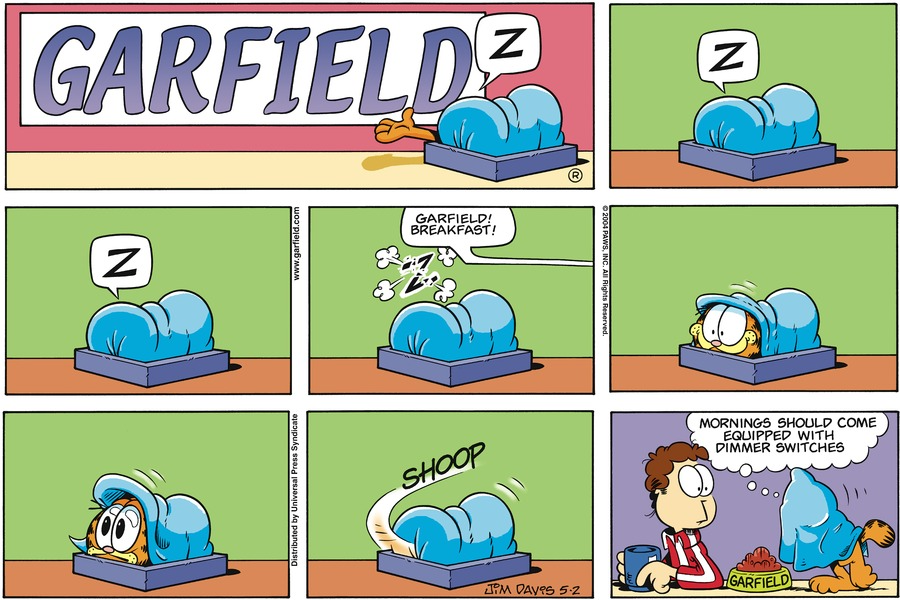 GARFIELD
Z
®
Z
Z
www.garfield.com
GARFIELD!
BREAKFAST!
Z
© 2004 PAWS, INC. All Rights Reserved.
Distributed by Universal Press Syndicate
SHOOP
JIM DAVIS 5·2
MORNINGS SHOULD COME
EQUIPPED WITH
DIMMER SWITCHES
GARFIELD